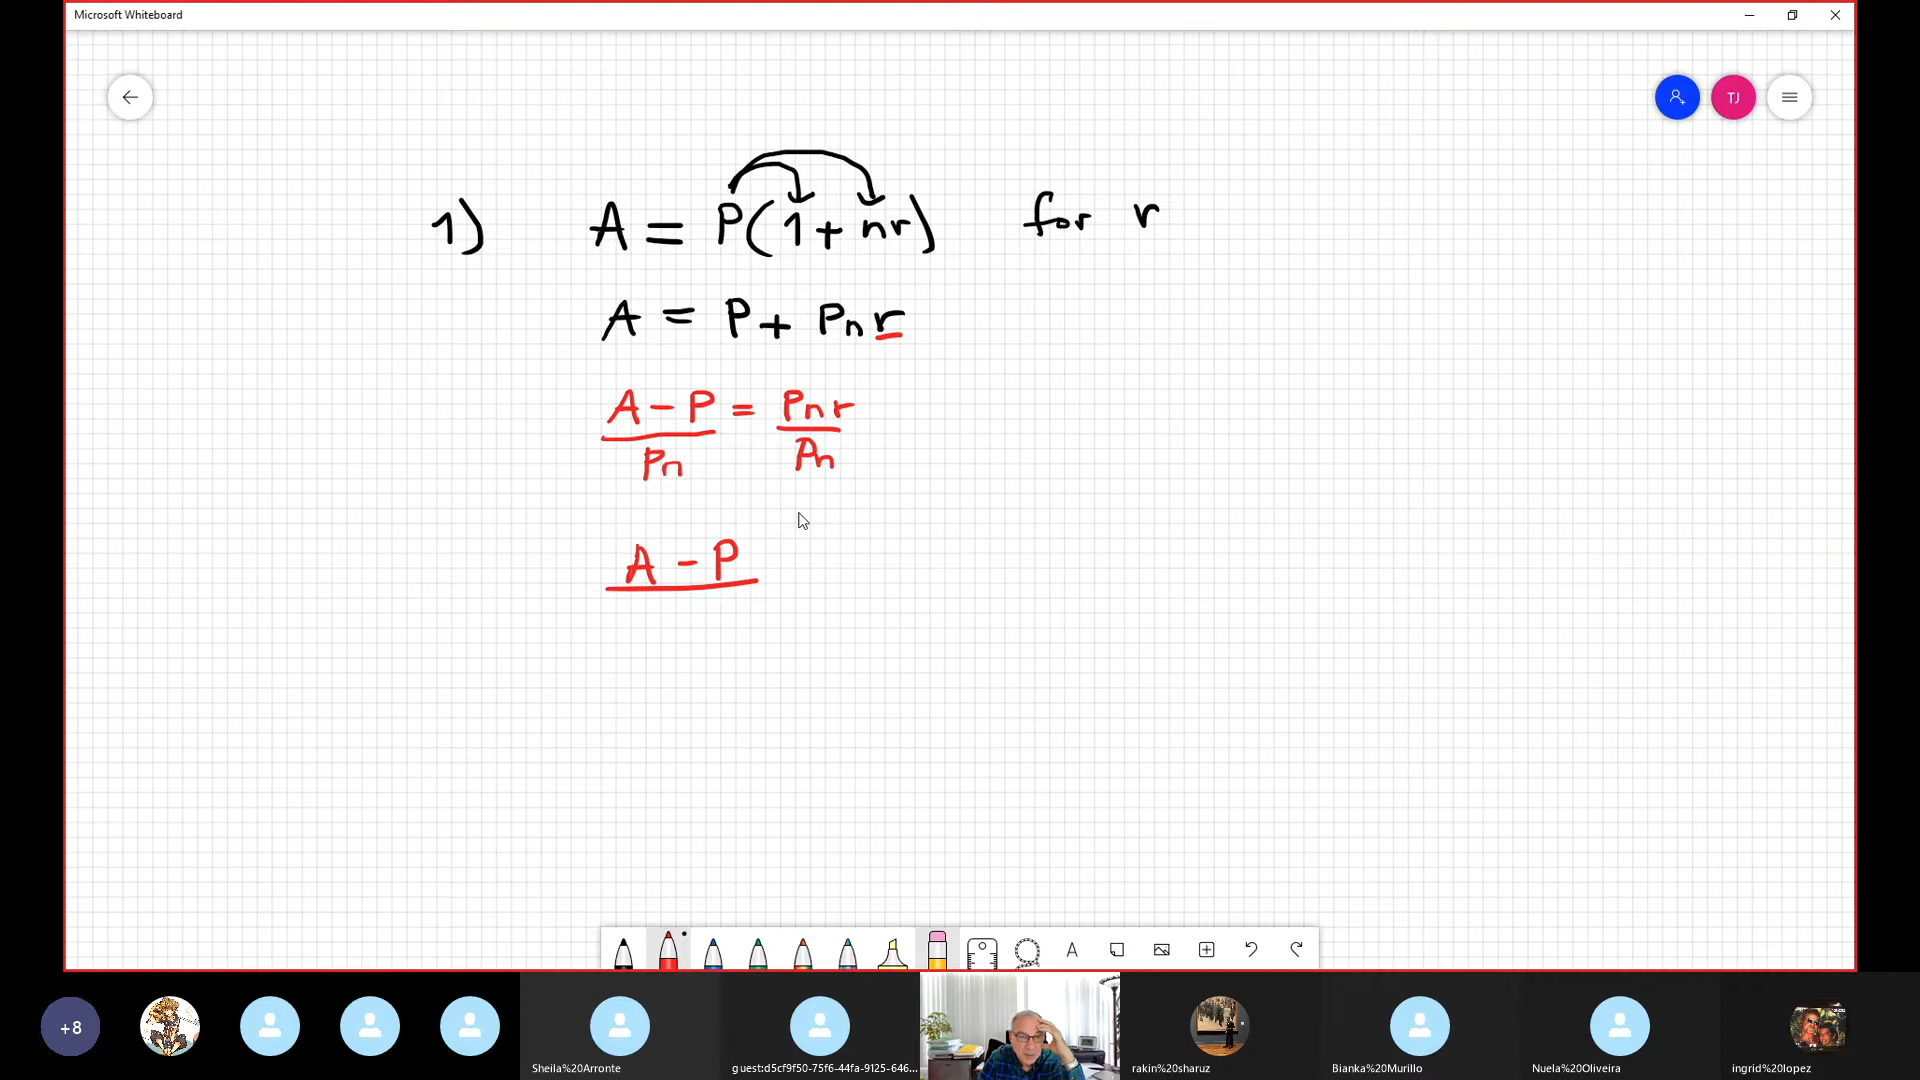 Microsoft Whiteboard
TJ
1) A = P(1 + nr) for r
A = P + Pnr
A - P = Pnr
Pn Pn
A - P
A
+8
Sheila%20Arronte
guest:d5cf9f50-75f6-44fa-9125-646...
rakin%20sharuz
Bianka%20Murillo
Nuela%20Oliveira
ingrid%20lopez